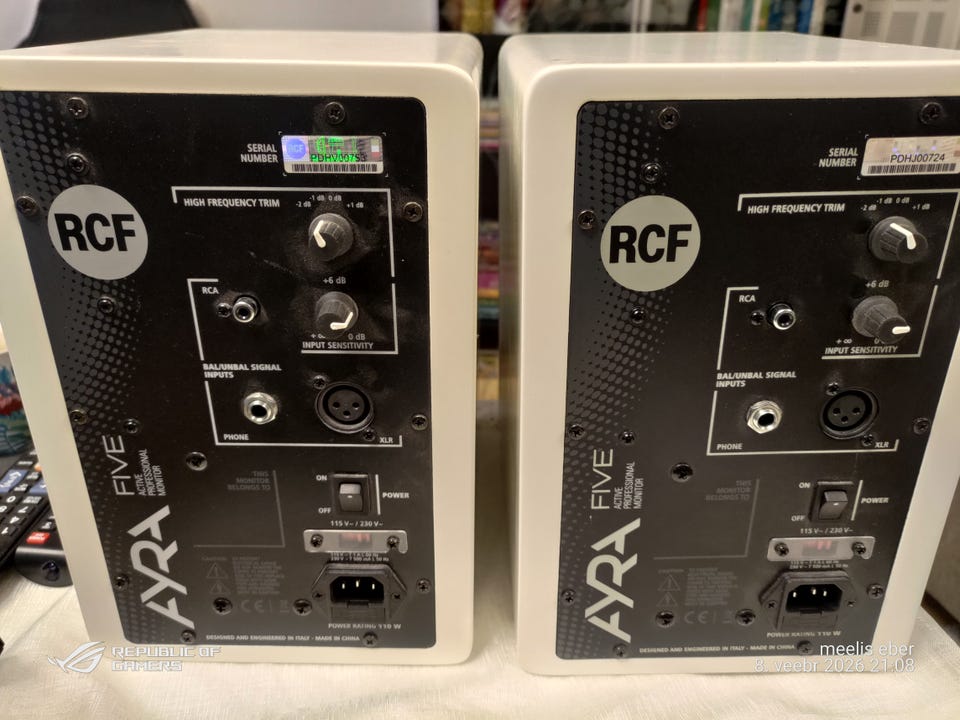 SERIAL
NUMBER
RCF
PDHV00753
RCF
HIGH FREQUENCY TRIM
-2 dB
-1 dB
0 dB
+1 dB
+6 dB
RCA
+ ∞
0 dB
INPUT SENSITIVITY
BAL/UNBAL SIGNAL
INPUTS
PHONE
XLR
THIS
MONITOR
BELONGS TO
ON
OFF
POWER
115 V~ / 230 V~
AYRA
FIVE
ACTIVE
PROFESSIONAL
MONITOR
CE
POWER RATING 110 W
DESIGNED AND ENGINEERED IN ITALY - MADE IN CHINA
SERIAL
NUMBER
PDHJ00724
RCF
HIGH FREQUENCY TRIM
-2 dB
-1 dB
0 dB
+1 dB
+6 dB
RCA
+ ∞
INPUT SENSITIVITY
BAL/UNBAL SIGNAL
INPUTS
PHONE
XLR
THIS
MONITOR
BELONGS TO
ON
OFF
POWER
115 V~ / 230 V~
AYRA
FIVE
ACTIVE
PROFESSIONAL
MONITOR
CE
POWER RATING 110 W
DESIGNED AND ENGINEERED IN ITALY - MADE IN CHINA
REPUBLIC OF
GAMERS
meelis eber
8. veebr 2026 21:08